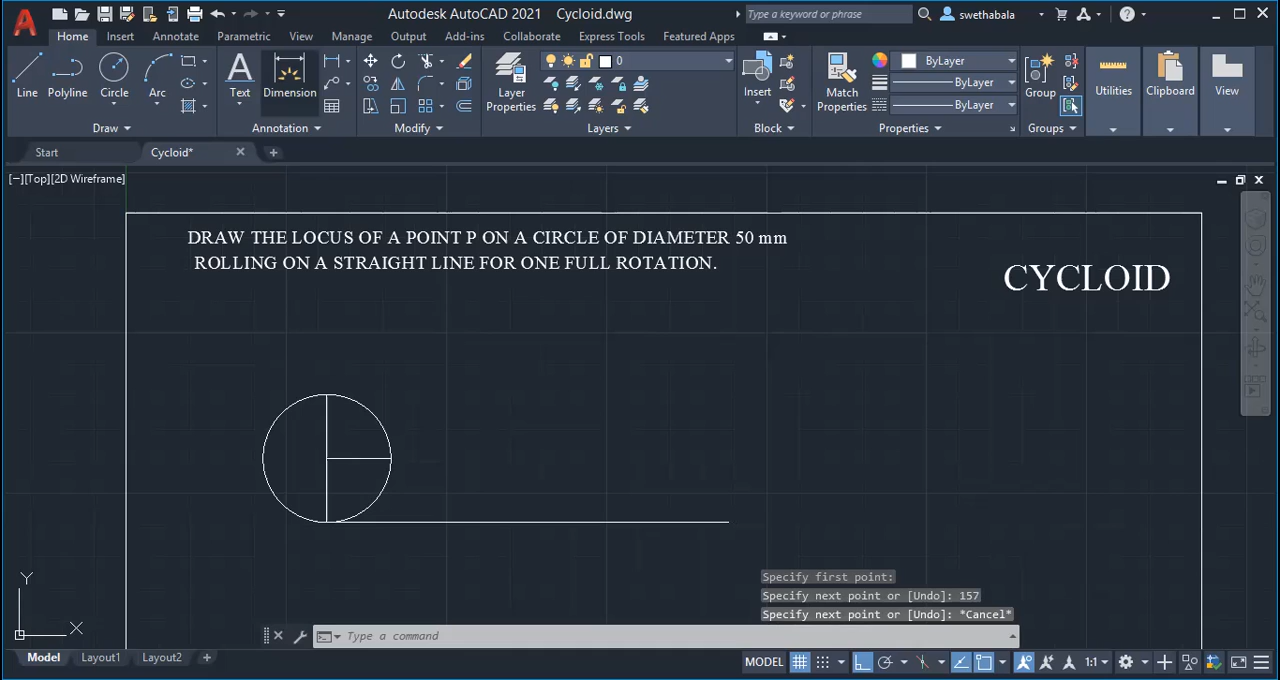 Autodesk AutoCAD 2021 Cycloid.dwg
Type a keyword or phrase
swethabala
Home Insert Annotate Parametric View Manage Output Add-ins Collaborate Express Tools Featured Apps
Line Polyline Circle Arc
Text Dimension
Layer Properties
0
Insert
Match Properties
ByLayer
ByLayer
ByLayer
Group
Utilities
Clipboard
View
Draw Annotation Modify Layers Block Properties Groups
Start Cycloid*
[−][Top][2D Wireframe]
DRAW THE LOCUS OF A POINT P ON A CIRCLE OF DIAMETER 50 mm
ROLLING ON A STRAIGHT LINE FOR ONE FULL ROTATION.
CYCLOID
Y
X
Specify first point:
Specify next point or [Undo]: 157
Specify next point or [Undo]: *Cancel*
Type a command
Model Layout1 Layout2
MODEL 1:1